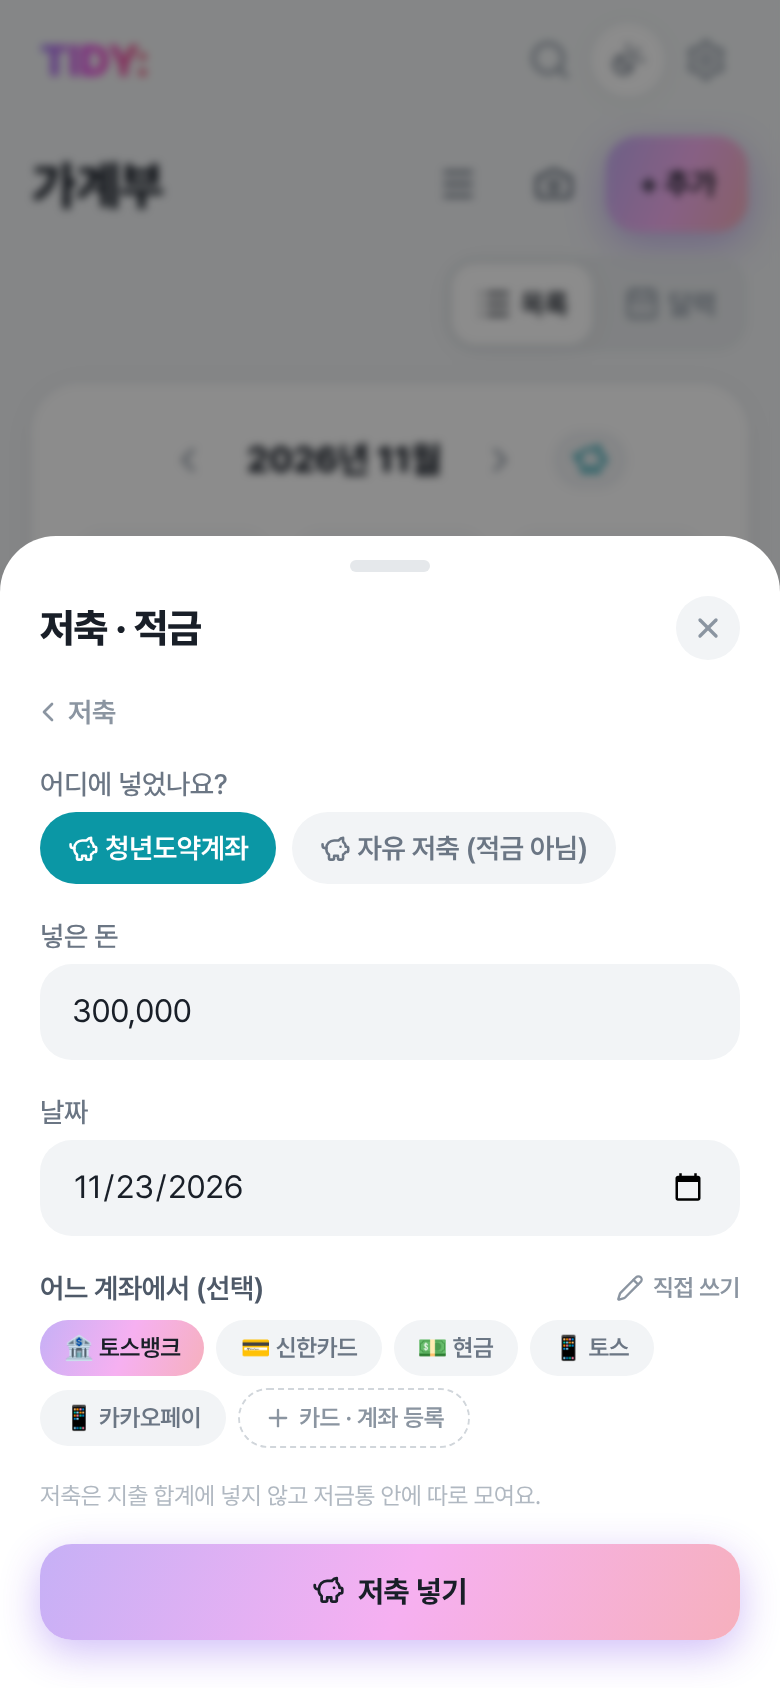 TIDY:
가계부
+ 추가
목록
달력
2026년 11월
저축 · 적금
저축
어디에 넣었나요?
청년도약계좌
자유 저축 (적금 아님)
넣은 돈
300,000
날짜
11/23/2026
어느 계좌에서 (선택)
직접 쓰기
토스뱅크
신한카드
현금
토스
카카오페이
+ 카드 · 계좌 등록
저축은 지출 합계에 넣지 않고 저금통 안에 따로 모여요.
저축 넣기